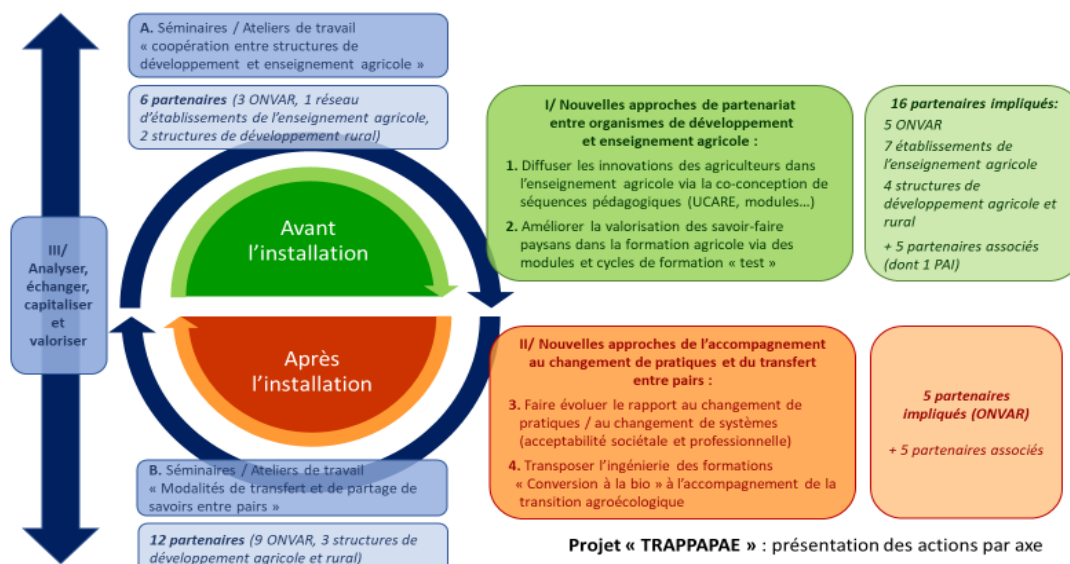 A. Séminaires / Ateliers de travail
« coopération entre structures de
développement et enseignement agricole »
6 partenaires (3 ONVAR, 1 réseau
d'établissements de l'enseignement agricole,
2 structures de développement rural)
III/
Analyser,
échanger,
capitaliser
et
valoriser
Avant
l'installation
Après
l'installation
B. Séminaires / Ateliers de travail
« Modalités de transfert et de partage de
savoirs entre pairs »
12 partenaires (9 ONVAR, 3 structures de
développement agricole et rural)
I/ Nouvelles approches de partenariat
entre organismes de développement
et enseignement agricole :
1. Diffuser les innovations des agriculteurs dans
l'enseignement agricole via la co-conception de
séquences pédagogiques (UCARE, modules...)
2. Améliorer la valorisation des savoir-faire
paysans dans la formation agricole via des
modules et cycles de formation « test »
16 partenaires impliqués:
5 ONVAR
7 établissements de
l'enseignement agricole
4 structures de
développement agricole et
rural
+ 5 partenaires associés
(dont 1 PAI)
II/ Nouvelles approches de l'accompagnement
au changement de pratiques et du transfert
entre pairs :
3. Faire évoluer le rapport au changement de
pratiques / au changement de systèmes
(acceptabilité sociétale et professionnelle)
4. Transposer l'ingénierie des formations
« Conversion à la bio » à l'accompagnement de la
transition agroécologique
5 partenaires
impliqués (ONVAR)
+ 5 partenaires associés
Projet « TRAPPAPAE » : présentation des actions par axe